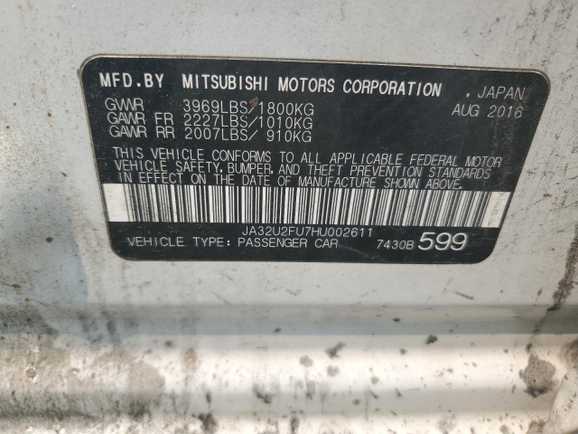 MFD.BY MITSUBISHI MOTORS CORPORATION , JAPAN
GVWR 3969LBS/1800KG AUG 2016
GAWR FR 2227LBS/1010KG
GAWR RR 2007LBS/ 910KG
THIS VEHICLE CONFORMS TO ALL APPLICABLE FEDERAL MOTOR
VEHICLE SAFETY, BUMPER, AND THEFT PREVENTION STANDARDS
IN EFFECT ON THE DATE OF MANUFACTURE SHOWN ABOVE.
JA32U2FU7HU002611
VEHICLE TYPE: PASSENGER CAR 7430B 599